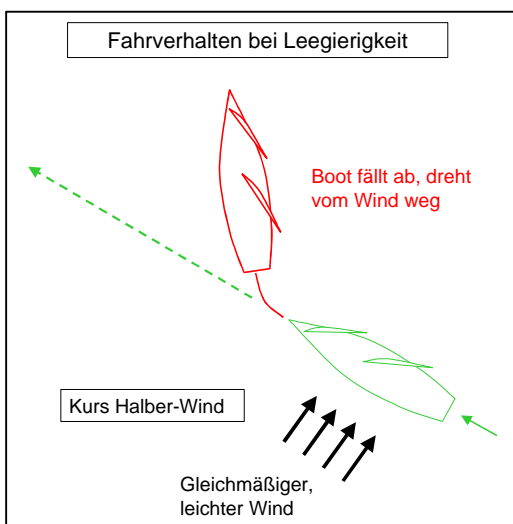 Fahrverhalten bei Leegierigkeit
Boot fällt ab, dreht
vom Wind weg
Kurs Halber-Wind
Gleichmäßiger,
leichter Wind